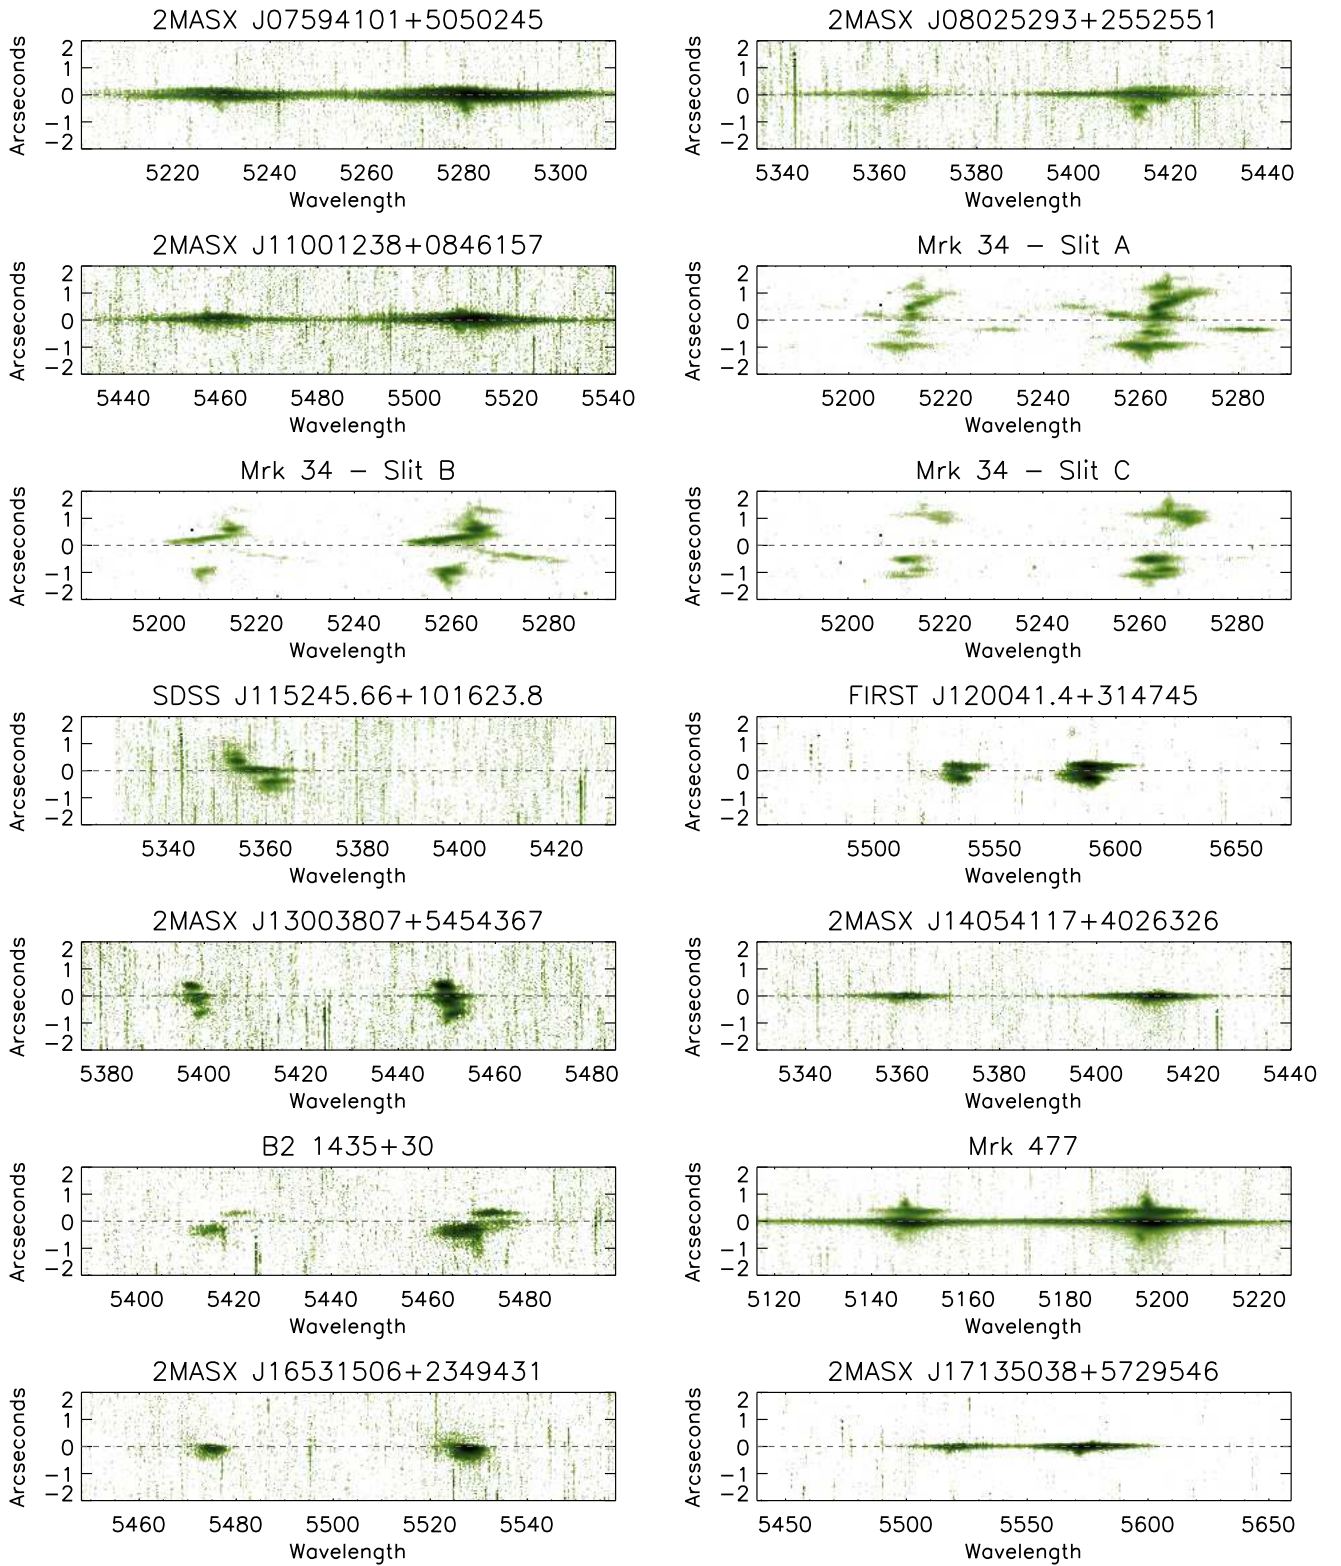 2MASX J07594101+5050245
Arcseconds
2
1
0
−1
−2
5220 5240 5260 5280 5300
Wavelength
2MASX J08025293+2552551
Arcseconds
2
1
0
−1
−2
5340 5360 5380 5400 5420 5440
Wavelength
2MASX J11001238+0846157
Arcseconds
2
1
0
−1
−2
5440 5460 5480 5500 5520 5540
Wavelength
Mrk 34 − Slit A
Arcseconds
2
1
0
−1
−2
5200 5220 5240 5260 5280
Wavelength
Mrk 34 − Slit B
Arcseconds
2
1
0
−1
−2
5200 5220 5240 5260 5280
Wavelength
Mrk 34 − Slit C
Arcseconds
2
1
0
−1
−2
5200 5220 5240 5260 5280
Wavelength
SDSS J115245.66+101623.8
Arcseconds
2
1
0
−1
−2
5340 5360 5380 5400 5420
Wavelength
FIRST J120041.4+314745
Arcseconds
2
1
0
−1
−2
5500 5550 5600 5650
Wavelength
2MASX J13003807+5454367
Arcseconds
2
1
0
−1
−2
5380 5400 5420 5440 5460 5480
Wavelength
2MASX J14054117+4026326
Arcseconds
2
1
0
−1
−2
5340 5360 5380 5400 5420 5440
Wavelength
B2 1435+30
Arcseconds
2
1
0
−1
−2
5400 5420 5440 5460 5480
Wavelength
Mrk 477
Arcseconds
2
1
0
−1
−2
5120 5140 5160 5180 5200 5220
Wavelength
2MASX J16531506+2349431
Arcseconds
2
1
0
−1
−2
5460 5480 5500 5520 5540
Wavelength
2MASX J17135038+5729546
Arcseconds
2
1
0
−1
−2
5450 5500 5550 5600 5650
Wavelength